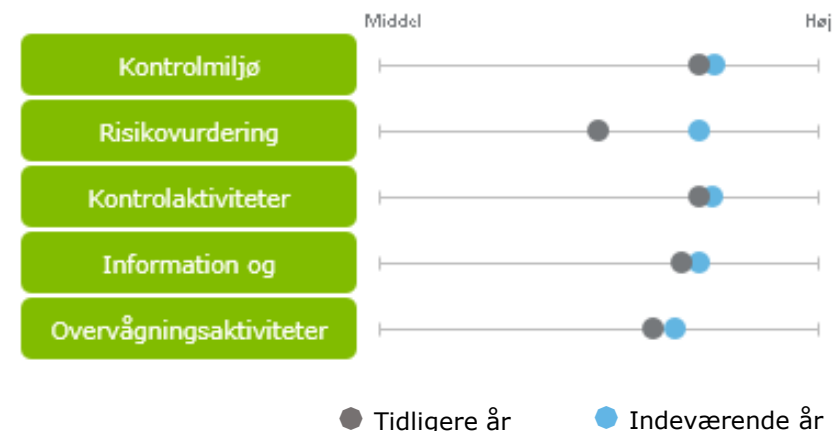 Middel Høj
Kontrolmiljø
Risikovurdering
Kontrolaktiviteter
Information og
Overvågningsaktiviteter
Tidligere år Indeværende år